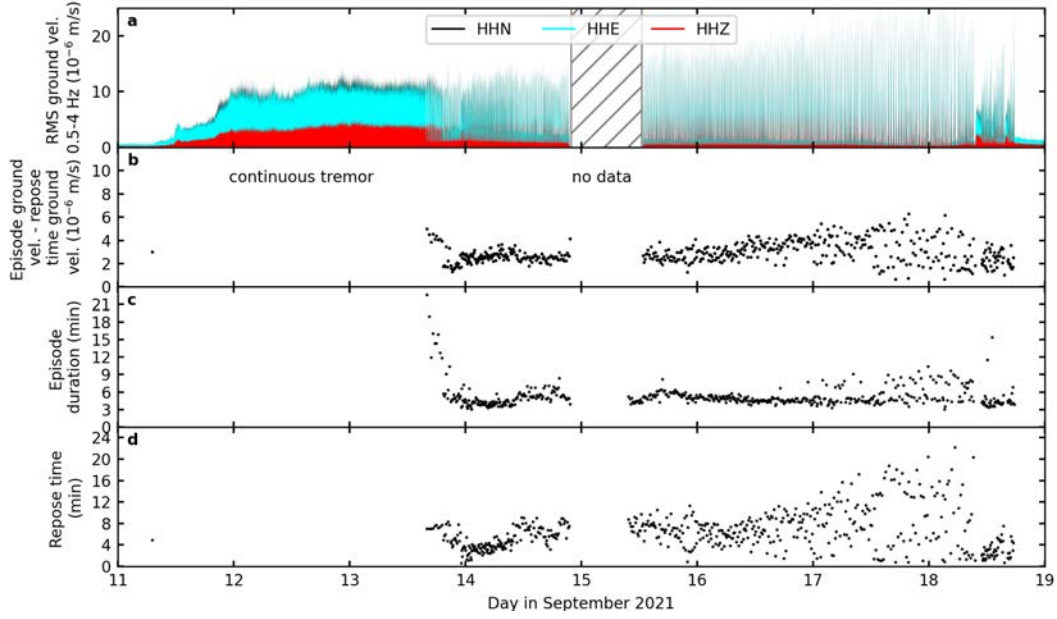 a
HHN HHE HHZ
RMS ground vel.
0.5-4 Hz (10⁻⁶ m/s)
20
10
0
b
continuous tremor
no data
Episode ground
vel. - repose
time ground
vel. (10⁻⁶ m/s)
10
8
6
4
2
0
c
Episode
duration (min)
21
18
15
12
9
6
3
0
d
Repose time
(min)
24
20
16
12
8
4
0
11 12 13 14 15 16 17 18 19
Day in September 2021